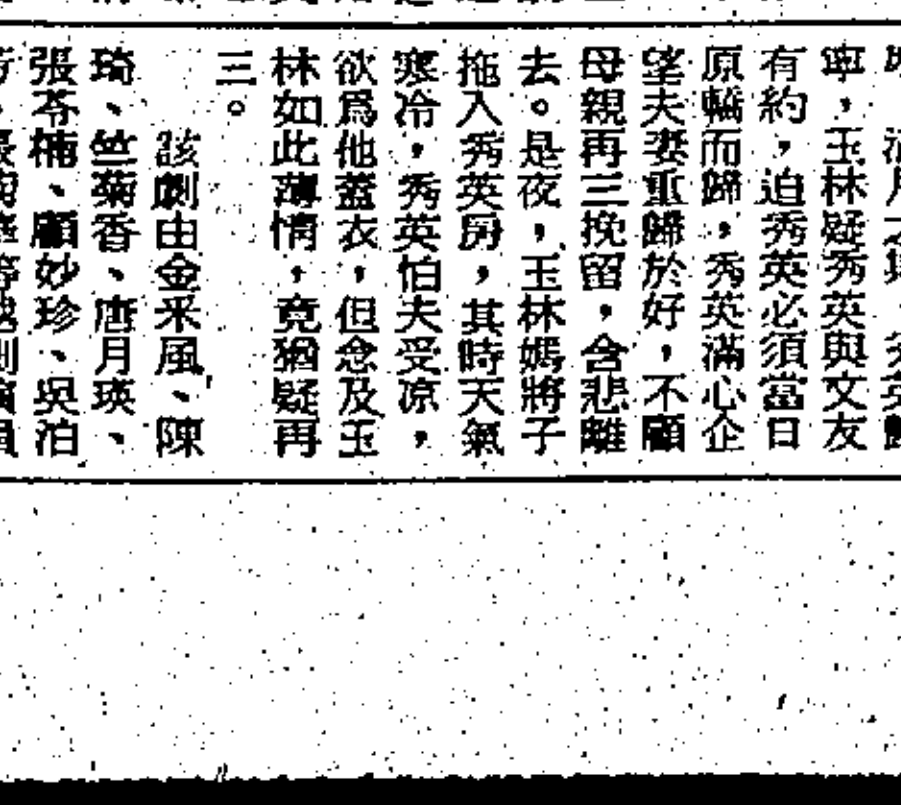 寧，玉林疑秀英與文友
有約，迫秀英必須當日
原轎而歸，秀英滿心企
望夫妻重歸於好，不顧
母親再三挽留，含悲離
去。是夜，玉林媽將子
拖入秀英房，其時天氣
寒冷，秀英怕夫受凉，
欲爲他蓋衣，但念及玉
林如此薄情，竟猶疑再
三。
該劇由金采風、陳
琦、竺菊香、唐月瑛、
張苓楠、顧妙珍、吳泊